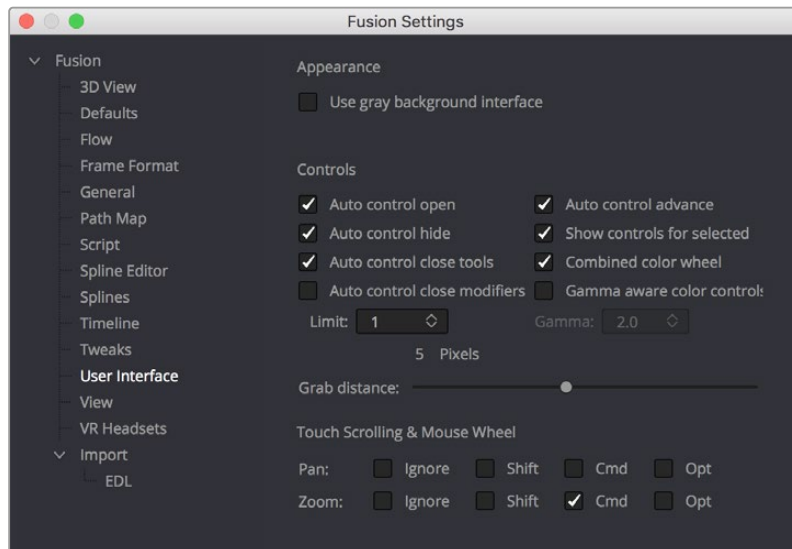 Fusion Settings
Fusion
3D View
Defaults
Flow
Frame Format
General
Path Map
Script
Spline Editor
Splines
Timeline
Tweaks
User Interface
View
VR Headsets
Import
EDL
Appearance
Use gray background interface
Controls
Auto control open
Auto control advance
Auto control hide
Show controls for selected
Auto control close tools
Combined color wheel
Auto control close modifiers
Gamma aware color controls
Limit: 1
Gamma: 2.0
5 Pixels
Grab distance:
Touch Scrolling & Mouse Wheel
Pan: Ignore Shift Cmd Opt
Zoom: Ignore Shift Cmd Opt